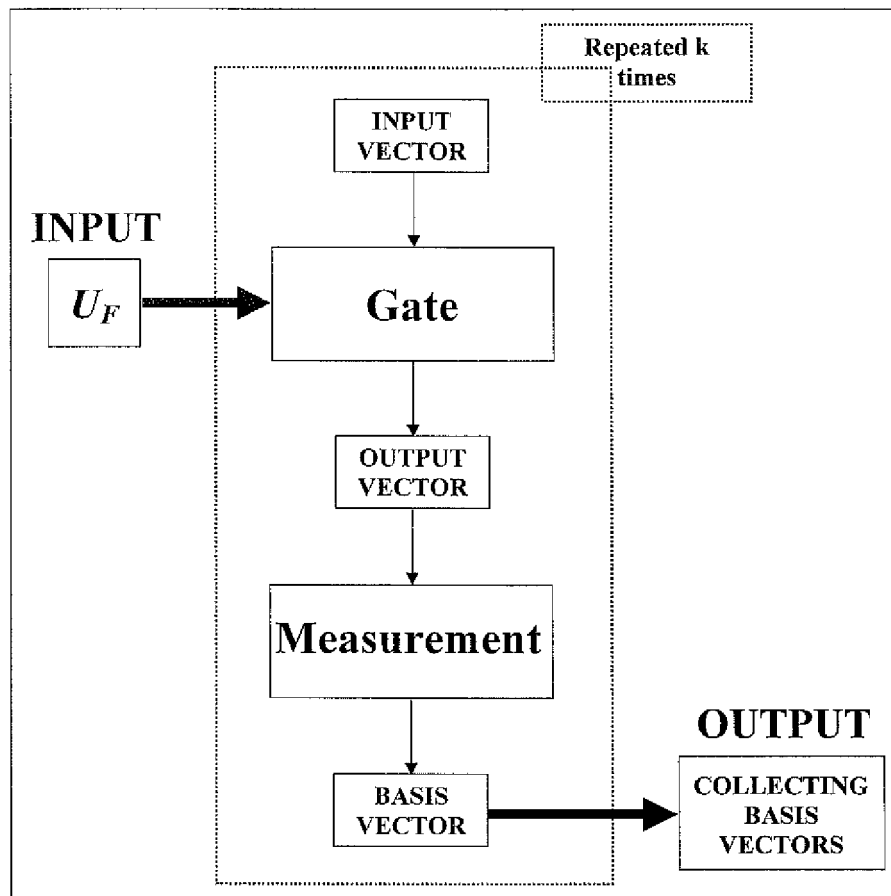 Repeated k
times
INPUT
VECTOR
INPUT
U_F
Gate
OUTPUT
VECTOR
Measurement
OUTPUT
BASIS
VECTOR
COLLECTING
BASIS
VECTORS